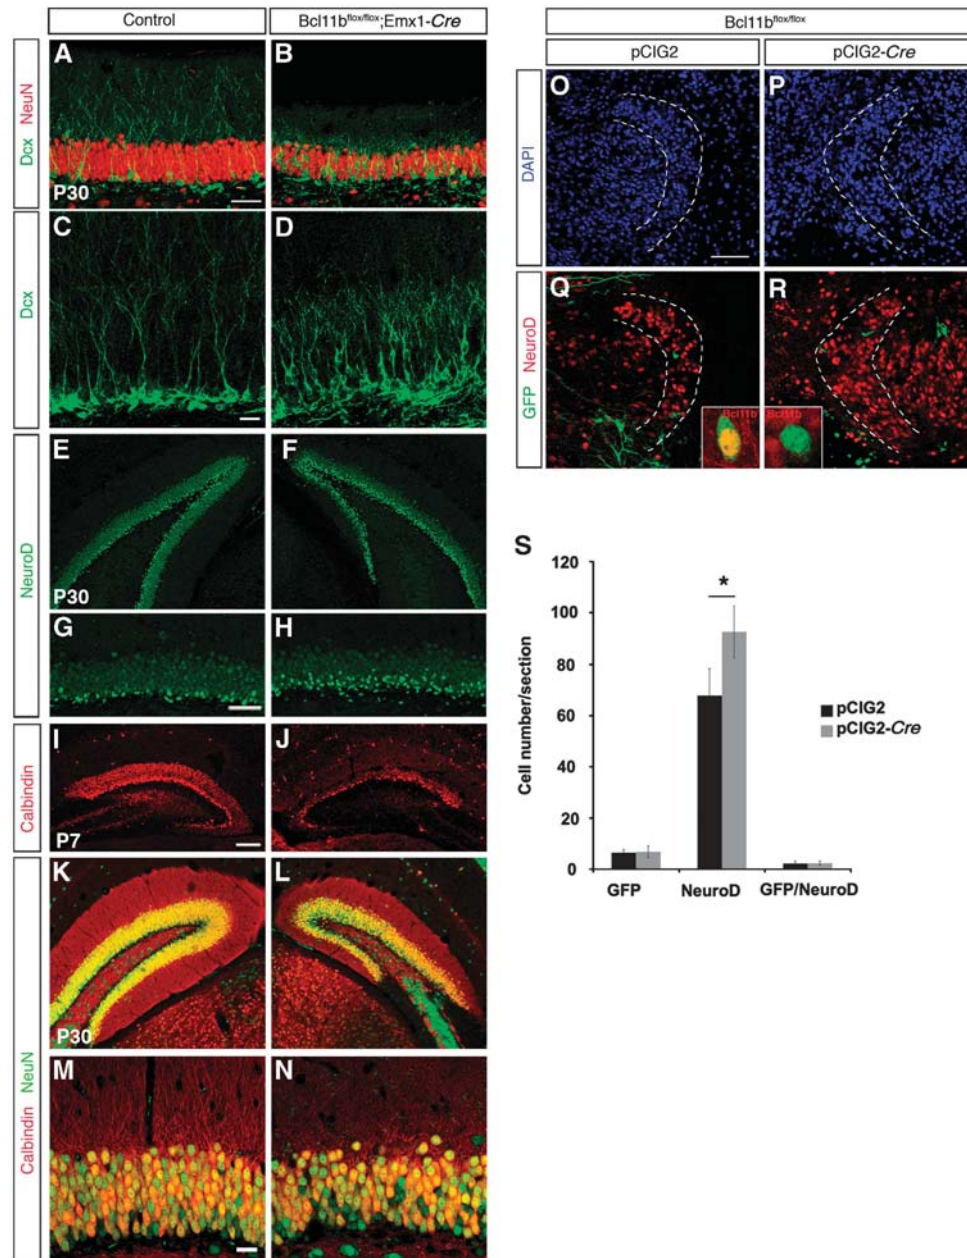 Control
Bcl11bflox/flox;Emx1-Cre
Dcx NeuN
A
B
P30
Dcx
C
D
NeuroD
E
F
P30
G
H
Calbindin
I
J
P7
Calbindin NeuN
K
L
P30
M
N
Bcl11bflox/flox
pCIG2
pCIG2-Cre
DAPI
O
P
GFP NeuroD
Q
R
Bcl11b
Bcl11b
S
Cell number/section
120
100
80
60
40
20
0
*
pCIG2
pCIG2-Cre
GFP
NeuroD
GFP/NeuroD